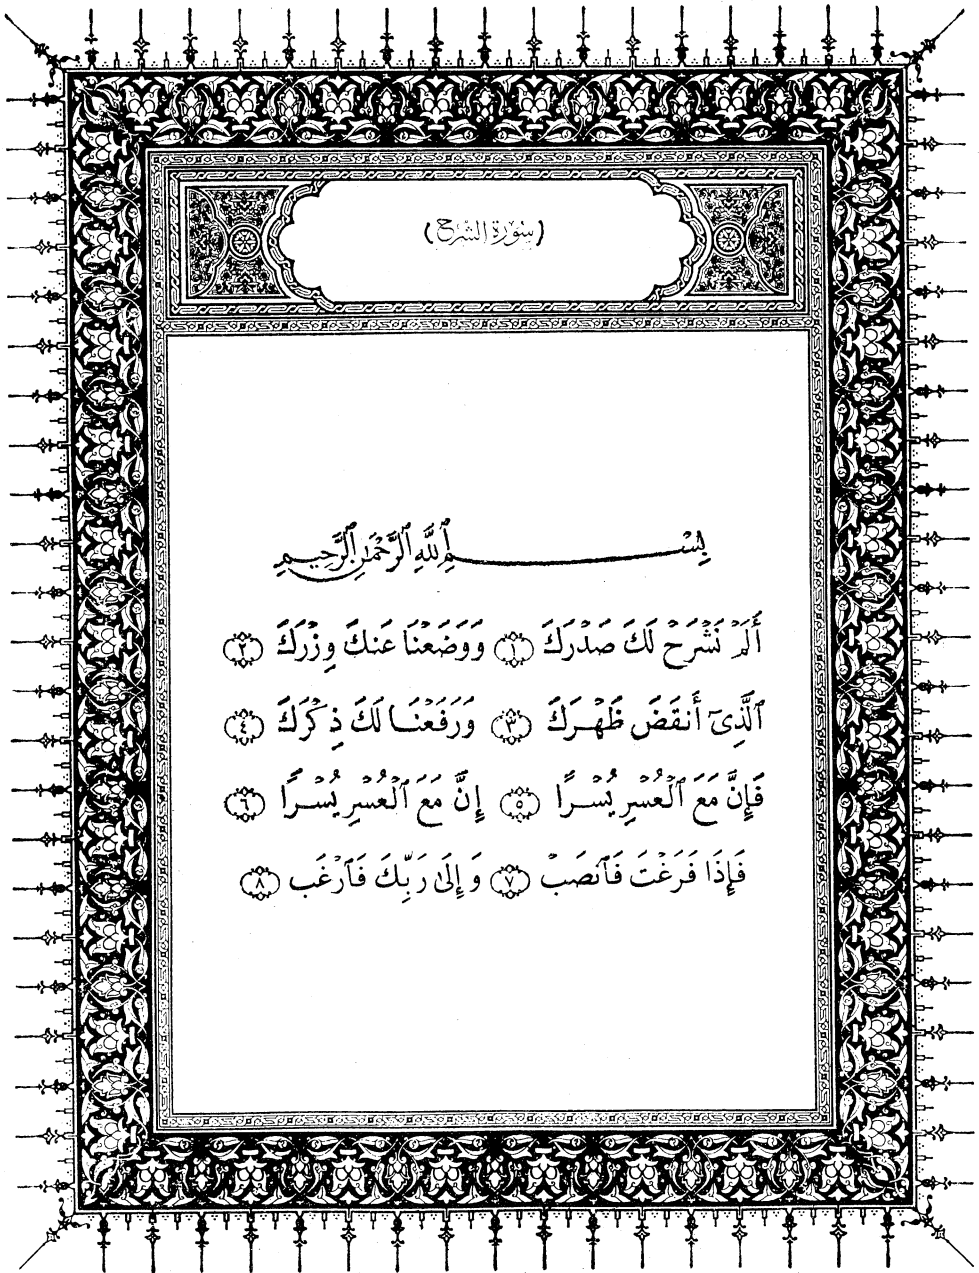 (سورة الشرح)
بِسْمِ ٱللَّهِ ٱلرَّحْمَٰنِ ٱلرَّحِيمِ
أَلَمْ نَشْرَحْ لَكَ صَدْرَكَ ﴿١﴾ وَوَضَعْنَا عَنكَ وِزْرَكَ ﴿٢﴾
ٱلَّذِىٓ أَنقَضَ ظَهْرَكَ ﴿٣﴾ وَرَفَعْنَا لَكَ ذِكْرَكَ ﴿٤﴾
فَإِنَّ مَعَ ٱلْعُسْرِ يُسْرًا ﴿٥﴾ إِنَّ مَعَ ٱلْعُسْرِ يُسْرًا ﴿٦﴾
فَإِذَا فَرَغْتَ فَٱنصَبْ ﴿٧﴾ وَإِلَىٰ رَبِّكَ فَٱرْغَب ﴿٨﴾